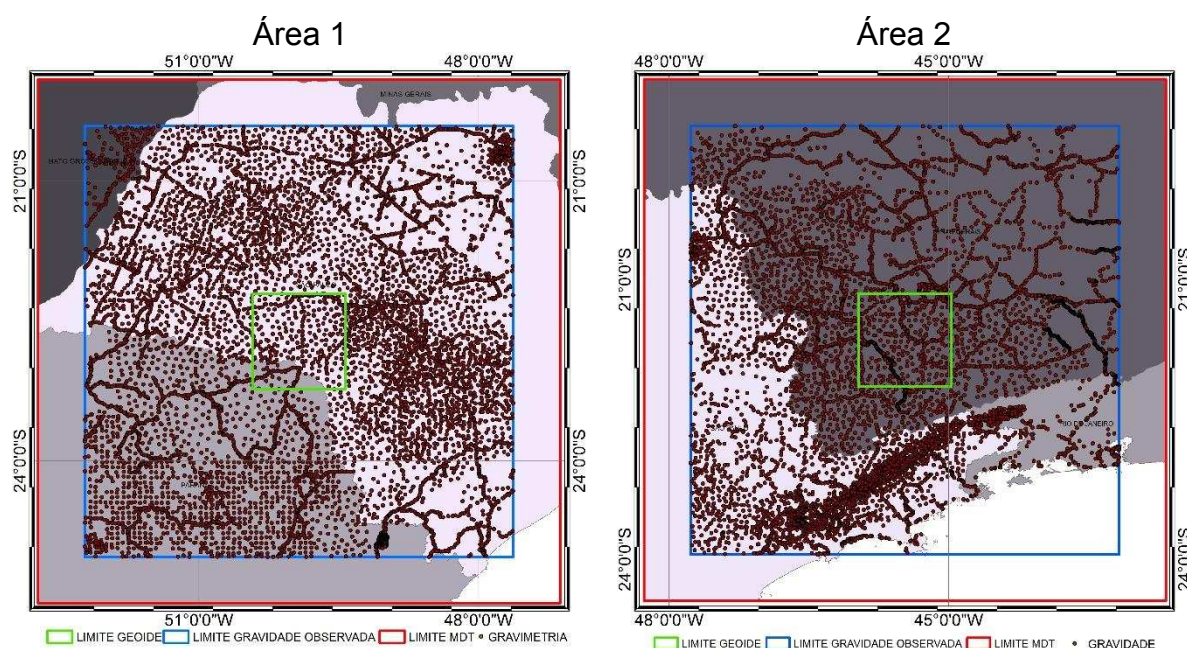 Área 1
Área 2
51°0'0"W
48°0'0"W
48°0'0"W
45°0'0"W
MINAS GERAIS
21°0'0"S
21°0'0"S
21°0'0"S
21°0'0"S
24°0'0"S
24°0'0"S
24°0'0"S
24°0'0"S
51°0'0"W
48°0'0"W
48°0'0"W
45°0'0"W
LIMITE GEOIDE
LIMITE GRAVIDADE OBSERVADA
LIMITE MDT
GRAVIMETRIA
LIMITE GEOIDE
LIMITE GRAVIDADE OBSERVADA
LIMITE MDT
GRAVIDADE